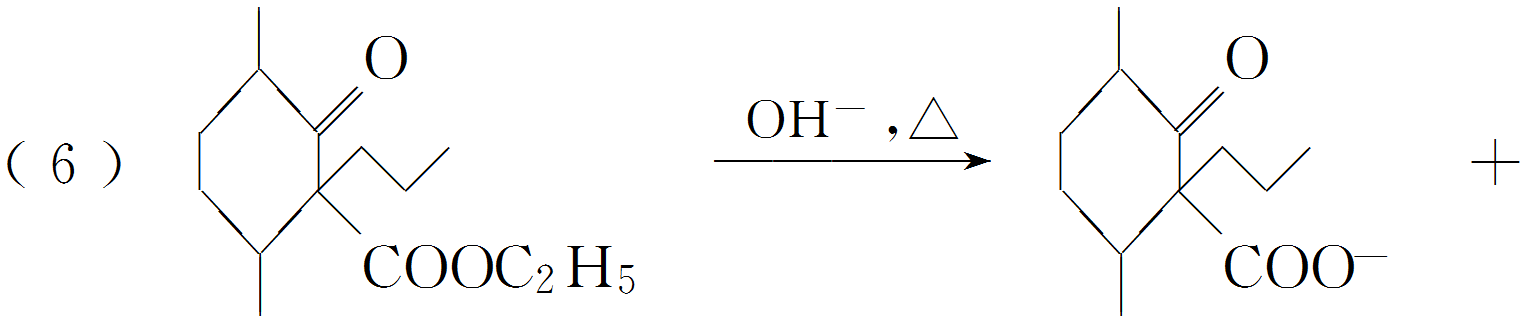 O O
(6) OH⁻,△ +
COOC₂H₅ COO⁻